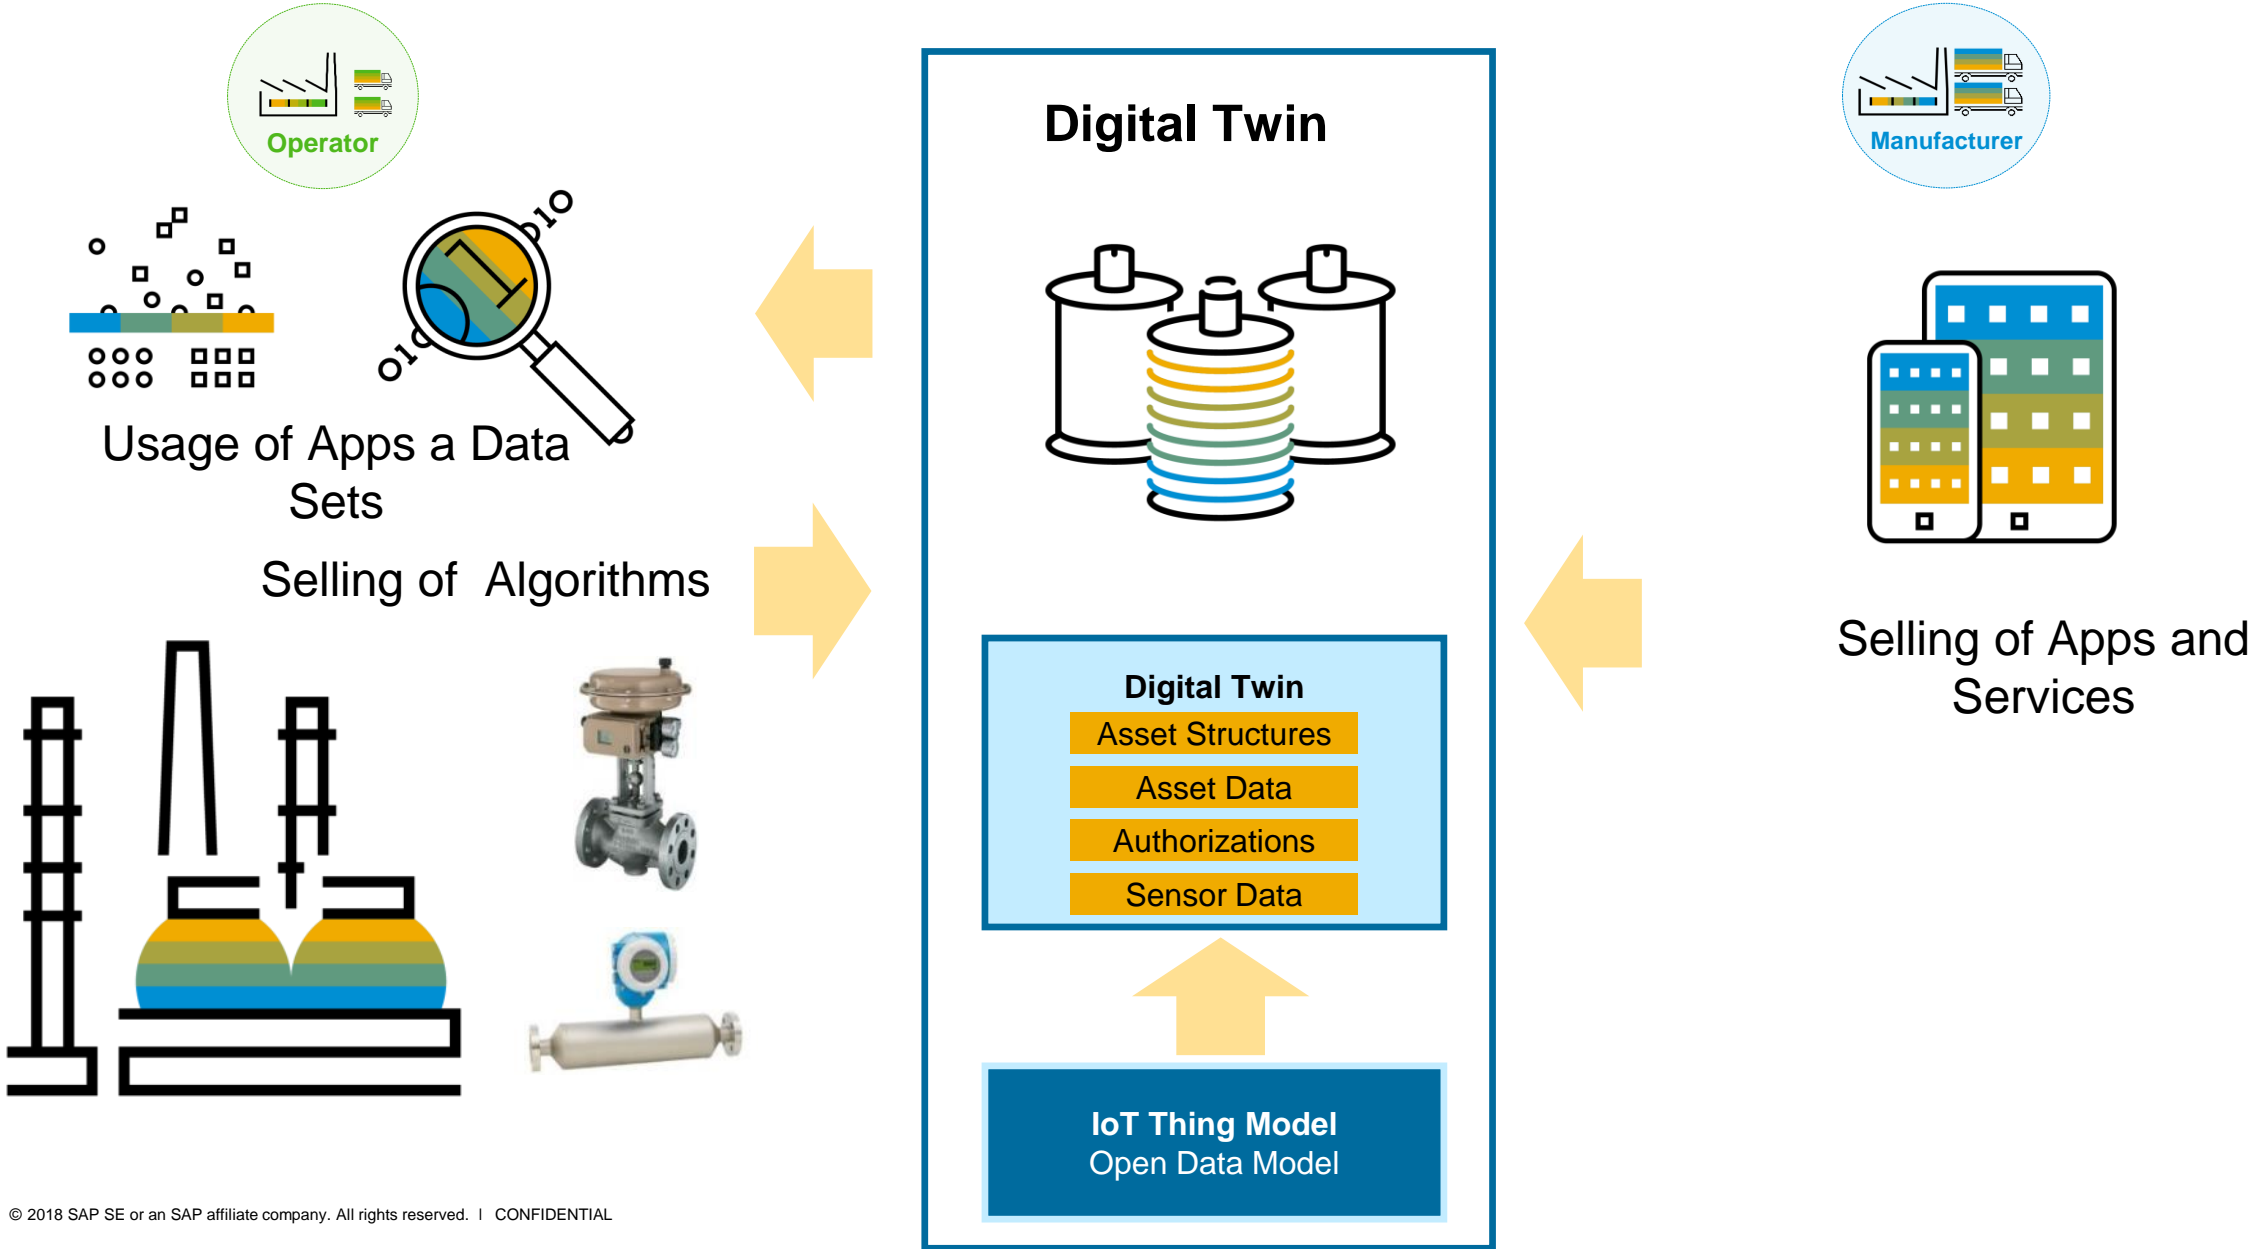 Operator
Digital Twin
Manufacturer
Usage of Apps a Data
Sets
Selling of Algorithms
Selling of Apps and
Services
Digital Twin
Asset Structures
Asset Data
Authorizations
Sensor Data
IoT Thing Model
Open Data Model
© 2018 SAP SE or an SAP affiliate company. All rights reserved. ǀ CONFIDENTIAL